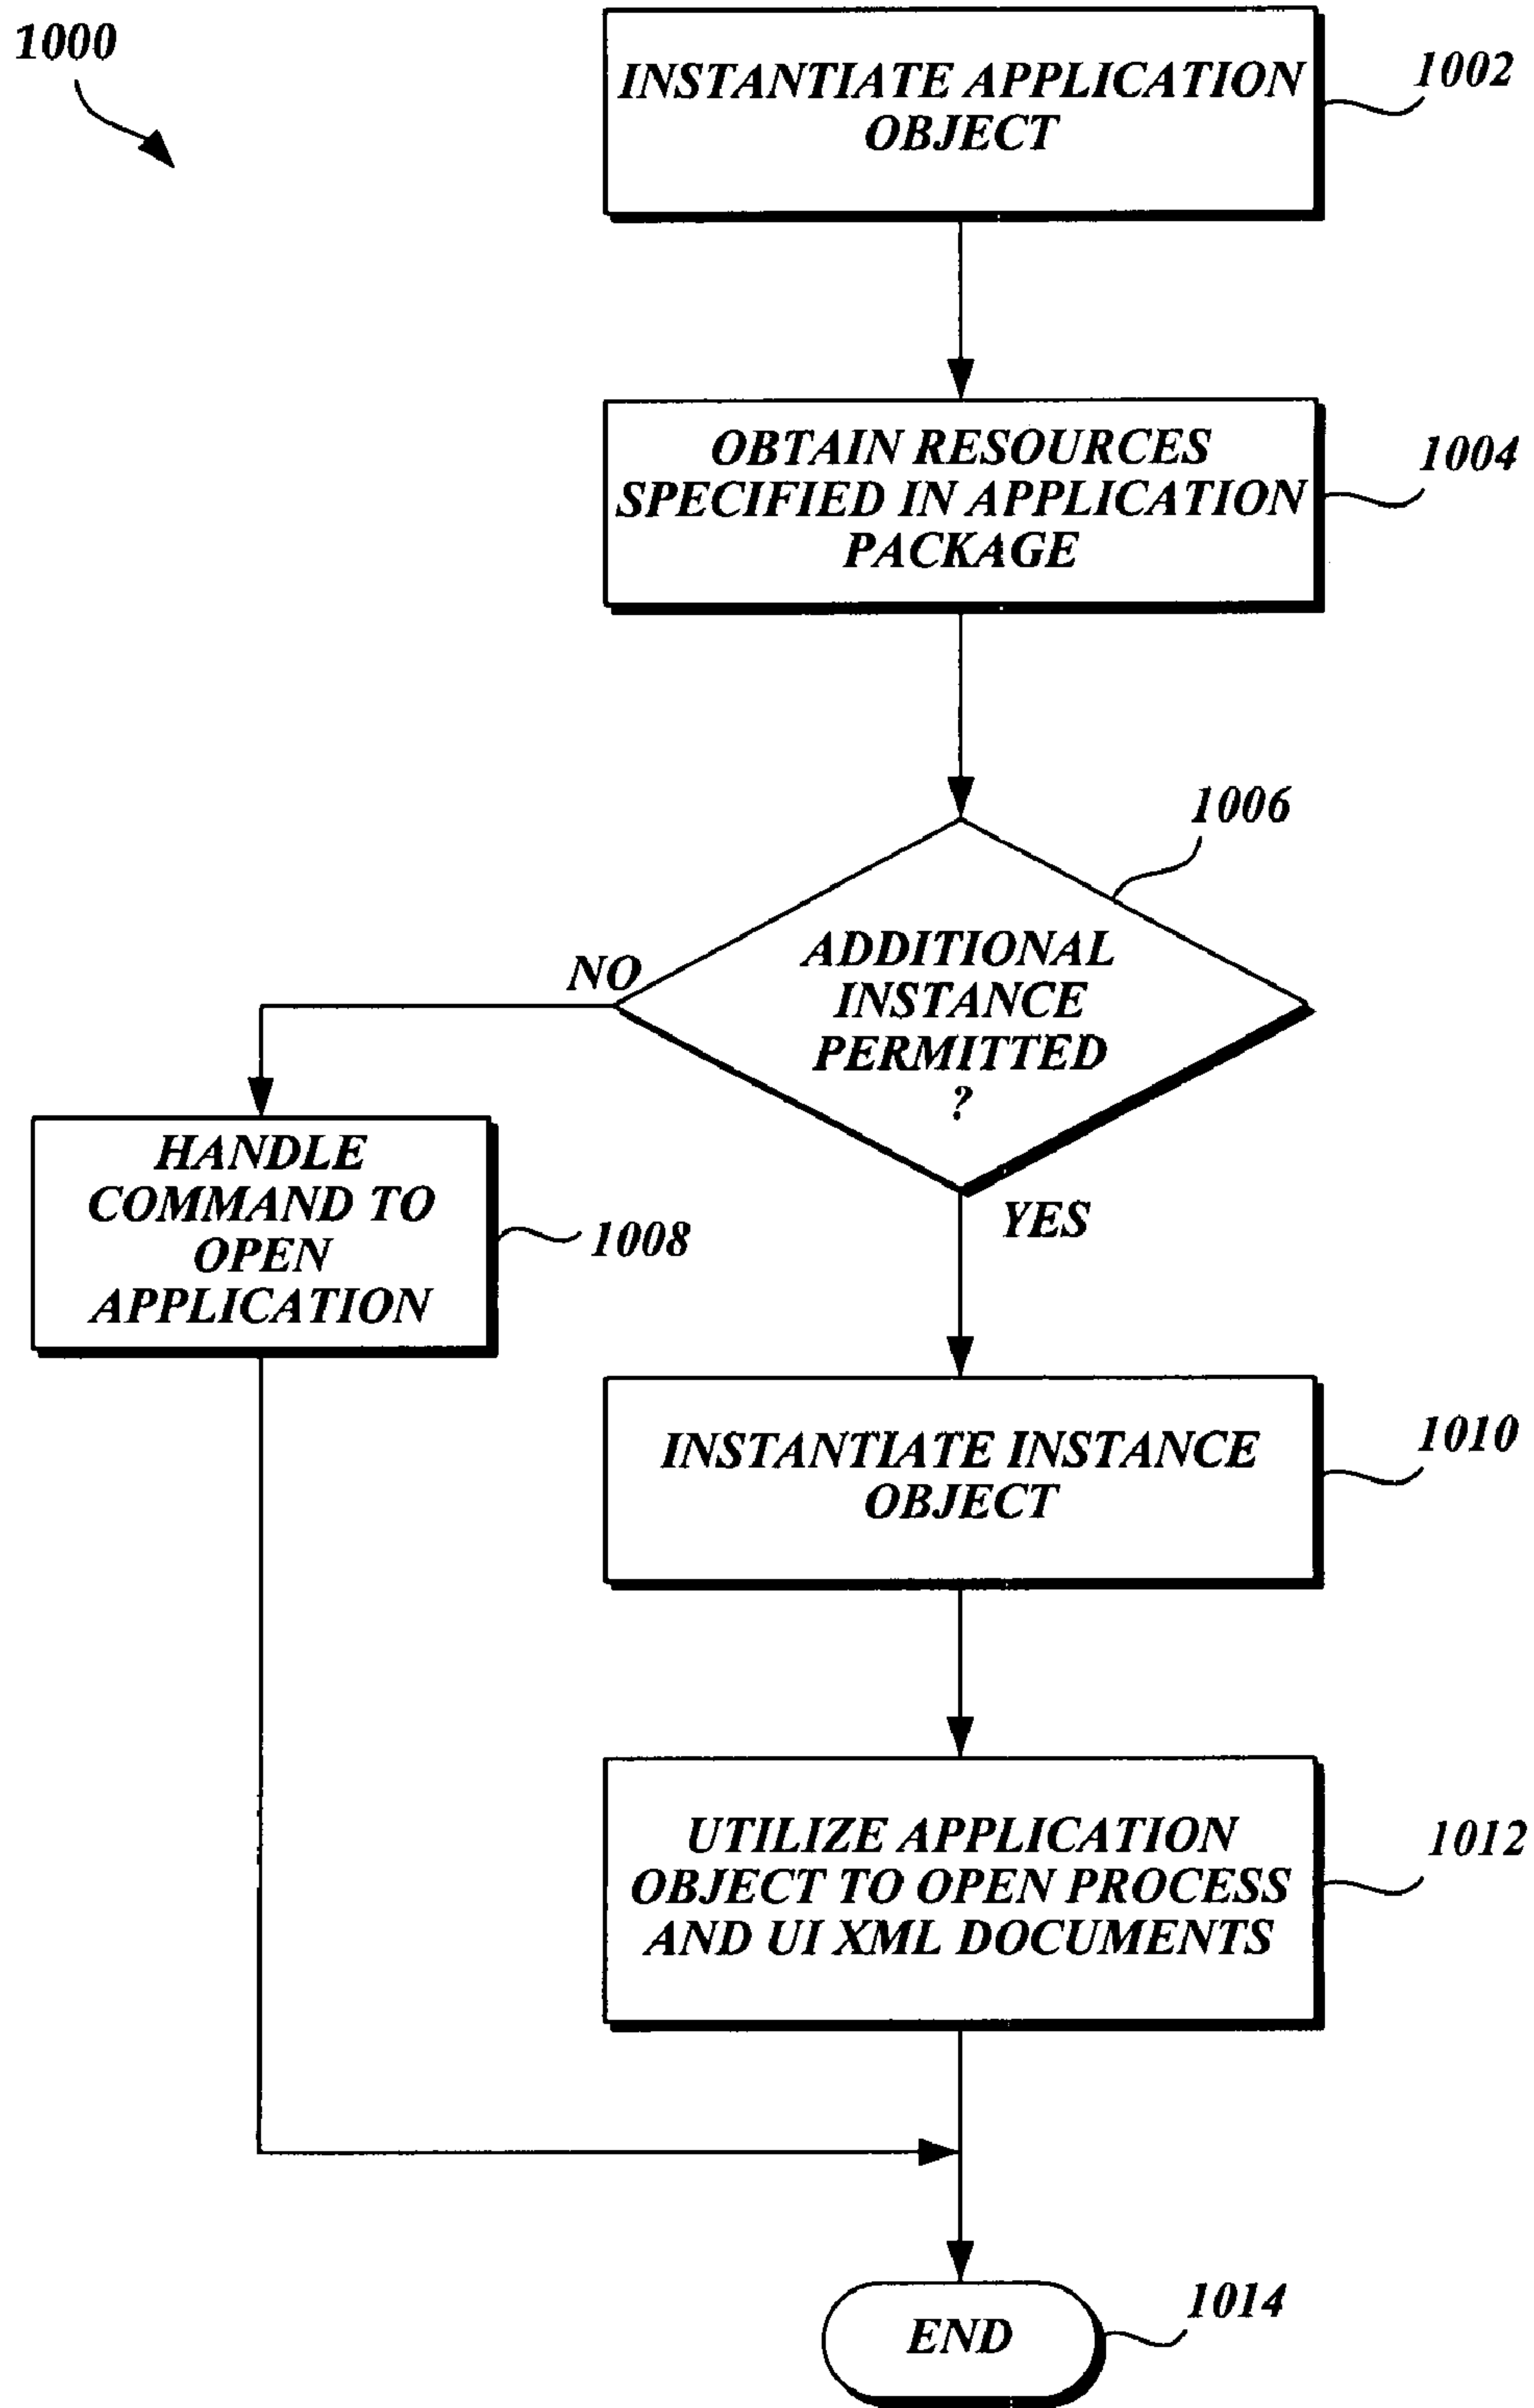 1000
INSTANTIATE APPLICATION
OBJECT
1002
OBTAIN RESOURCES
SPECIFIED IN APPLICATION
PACKAGE
1004
1006
ADDITIONAL
INSTANCE
PERMITTED
?
NO
YES
HANDLE
COMMAND TO
OPEN
APPLICATION
1008
INSTANTIATE INSTANCE
OBJECT
1010
UTILIZE APPLICATION
OBJECT TO OPEN PROCESS
AND UI XML DOCUMENTS
1012
END
1014